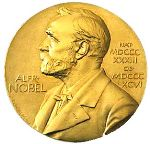 ALFR·
NOBEL
NAT·
MDCCC
XXXIII
OB·
MDCCC
XCVI